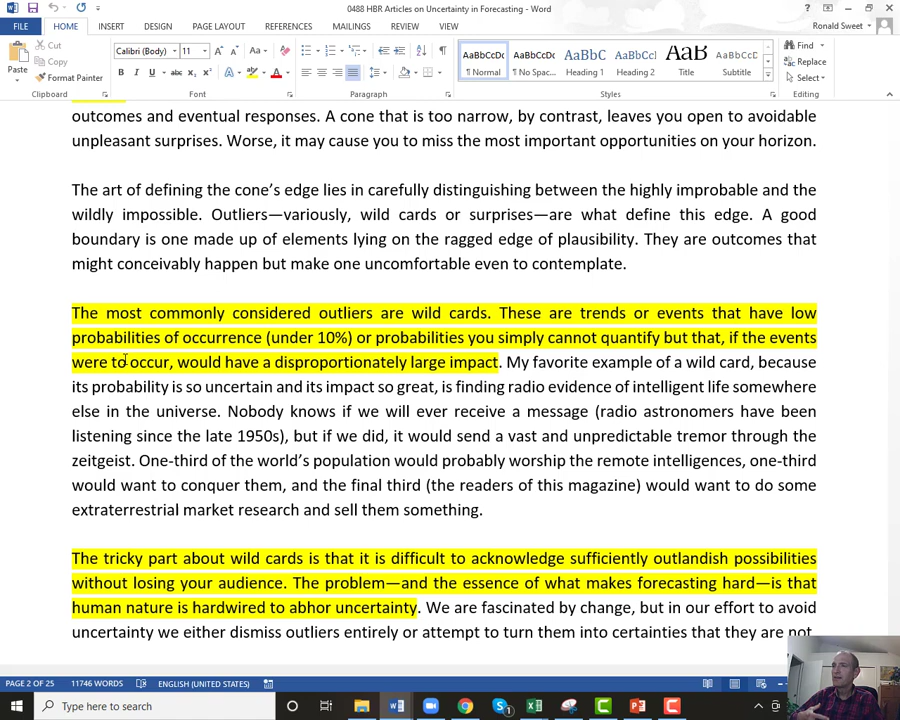 0488 HBR Articles on Uncertainty in Forecasting - Word
FILE HOME INSERT DESIGN PAGE LAYOUT REFERENCES MAILINGS REVIEW VIEW Ronald Sweet
Paste Cut Copy Format Painter
Calibri (Body) 11
AaBbCcDc AaBbCcDc AaBbC AaBbCcl AaB AaBbCcD
¶ Normal ¶ No Spac... Heading 1 Heading 2 Title Subtitle
Find Replace Select
Clipboard Font Paragraph Styles Editing
outcomes and eventual responses. A cone that is too narrow, by contrast, leaves you open to avoidable
unpleasant surprises. Worse, it may cause you to miss the most important opportunities on your horizon.
The art of defining the cone’s edge lies in carefully distinguishing between the highly improbable and the
wildly impossible. Outliers—variously, wild cards or surprises—are what define this edge. A good
boundary is one made up of elements lying on the ragged edge of plausibility. They are outcomes that
might conceivably happen but make one uncomfortable even to contemplate.
The most commonly considered outliers are wild cards. These are trends or events that have low
probabilities of occurrence (under 10%) or probabilities you simply cannot quantify but that, if the events
were to occur, would have a disproportionately large impact. My favorite example of a wild card, because
its probability is so uncertain and its impact so great, is finding radio evidence of intelligent life somewhere
else in the universe. Nobody knows if we will ever receive a message (radio astronomers have been
listening since the late 1950s), but if we did, it would send a vast and unpredictable tremor through the
zeitgeist. One-third of the world’s population would probably worship the remote intelligences, one-third
would want to conquer them, and the final third (the readers of this magazine) would want to do some
extraterrestrial market research and sell them something.
The tricky part about wild cards is that it is difficult to acknowledge sufficiently outlandish possibilities
without losing your audience. The problem—and the essence of what makes forecasting hard—is that
human nature is hardwired to abhor uncertainty. We are fascinated by change, but in our effort to avoid
uncertainty we either dismiss outliers entirely or attempt to turn them into certainties that they are not.
PAGE 2 OF 25 11746 WORDS ENGLISH (UNITED STATES)
Type here to search